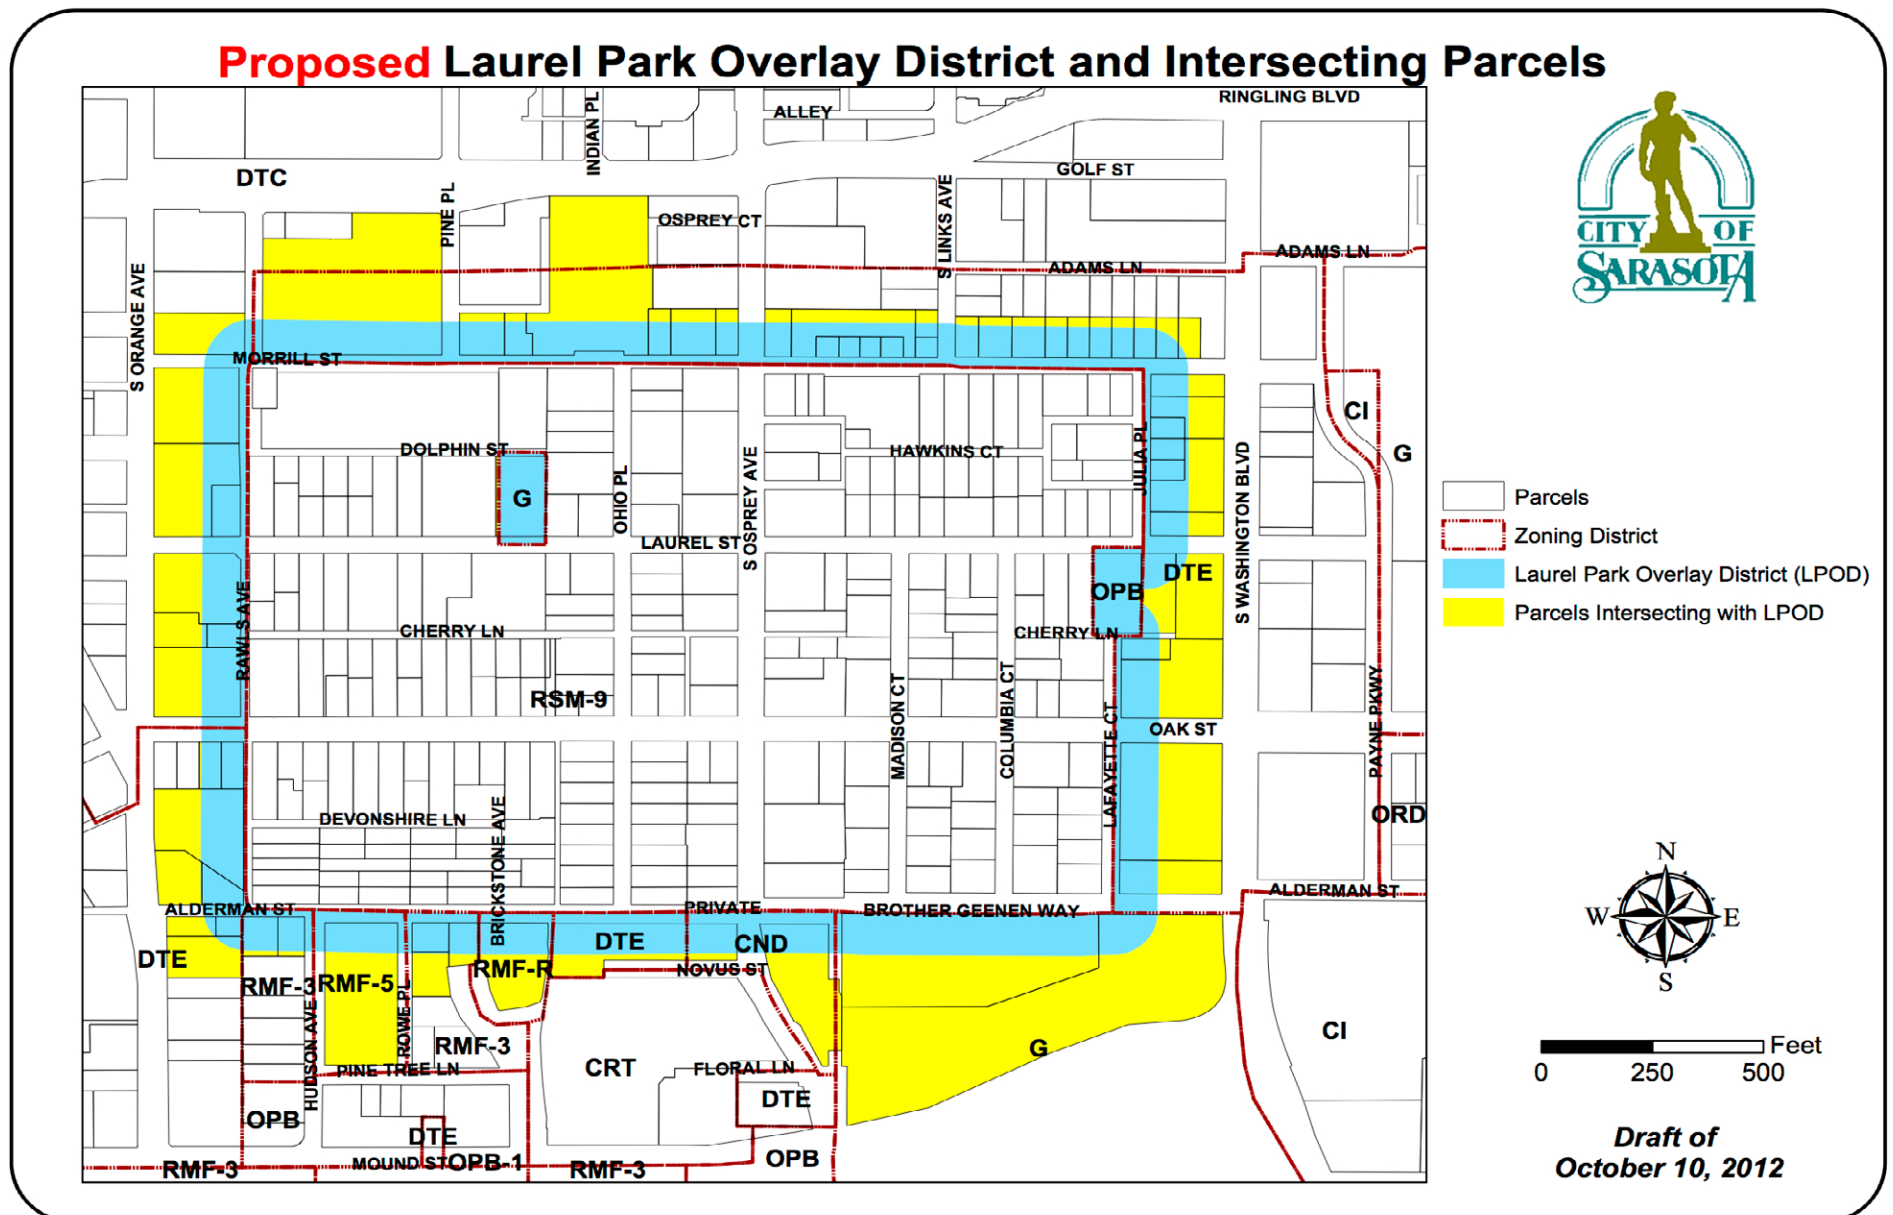 Proposed Laurel Park Overlay District and Intersecting Parcels
RINGLING BLVD
ALLEY
INDIAN PL
GOLF ST
DTC
PINE PL
OSPREY CT
S LINKS AVE
ADAMS LN
ADAMS LN
S ORANGE AVE
MORRILL ST
CI
DOLPHIN ST
HAWKINS CT
JULIA PL
G
G
OHIO PL
S OSPREY AVE
S WASHINGTON BLVD
LAUREL ST
DTE
OPB
RAWLS AVE
CHERRY LN
CHERRY LN
RSM-9
MADISON CT
COLUMBIA CT
LAFAYETTE CT
OAK ST
PAYNE PKWY
DEVONSHIRE LN
BRICKSTONE AVE
ORD
ALDERMAN ST
ALDERMAN ST
PRIVATE
BROTHER GEENEN WAY
DTE
DTE
CND
RMF-R
NOVUS ST
RMF-3
RMF-5
HUDSON AVE
ROWE PL
RMF-3
G
CI
PINE TREE LN
CRT
FLORAL LN
DTE
OPB
DTE
MOUND ST
OPB-1
RMF-3
RMF-3
OPB
CITY OF
SARASOTA
Parcels
Zoning District
Laurel Park Overlay District (LPOD)
Parcels Intersecting with LPOD
N
W E
S
Feet
0 250 500
Draft of
October 10, 2012